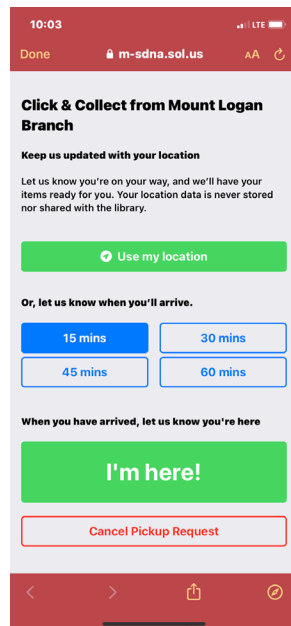 10:03
LTE
Done
m-sdna.sol.us
AA
Click & Collect from Mount Logan
Branch
Keep us updated with your location
Let us know you're on your way, and we'll have your
items ready for you. Your location data is never stored
nor shared with the library.
Use my location
Or, let us know when you'll arrive.
15 mins
30 mins
45 mins
60 mins
When you have arrived, let us know you're here
I'm here!
Cancel Pickup Request